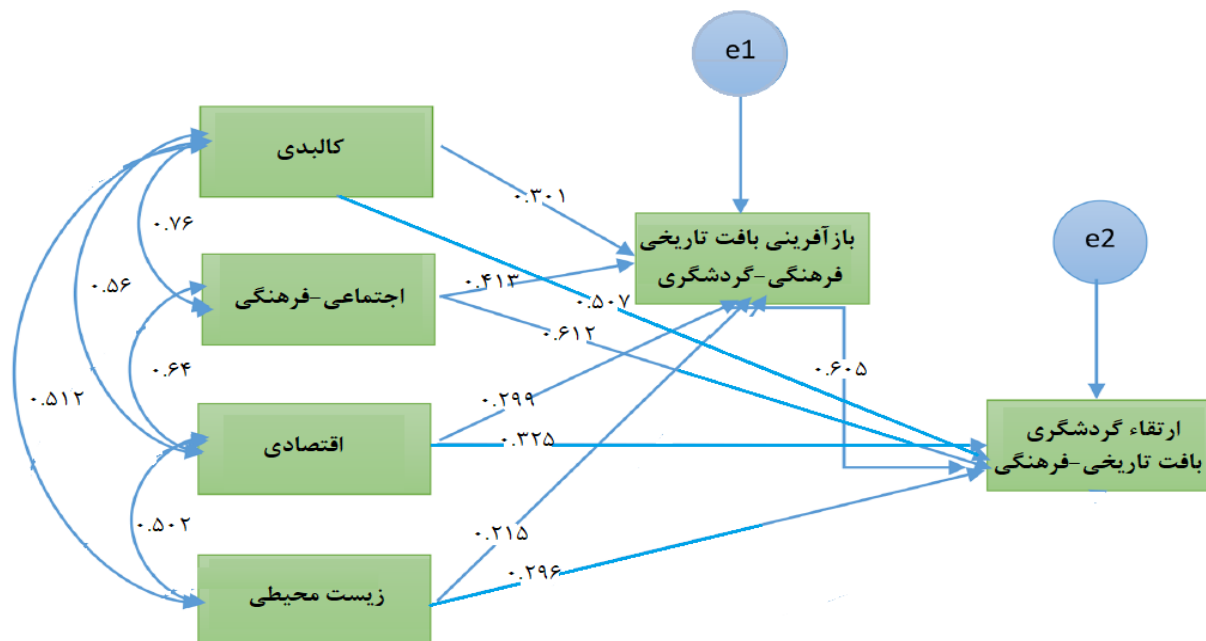 e1
کالبدی
۰.۳۰۱
۰.۷۶
بازآفرینی بافت تاریخی
فرهنگی-گردشگری
e2
۰.۵۶
اجتماعی-فرهنگی
۰.۴۱۳
۰.۵۰۷
۰.۶۱۲
۰.۶۴
۰.۶۰۵
۰.۵۱۲
۰.۲۹۹
اقتصادی
۰.۳۲۵
ارتقاء گردشگری
بافت تاریخی-فرهنگی
۰.۵۰۲
۰.۲۱۵
۰.۲۹۶
زیست محیطی